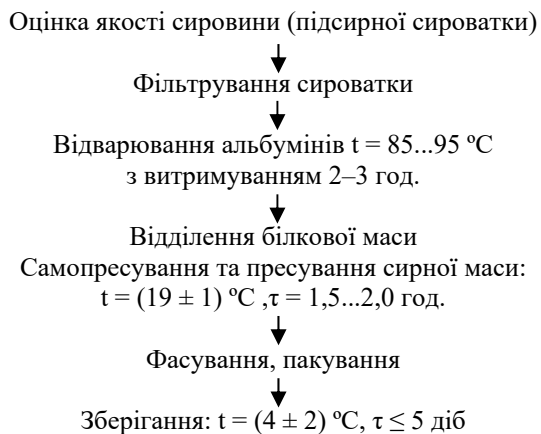 Оцінка якості сировини (підсирної сироватки)
Фільтрування сироватки
Відварювання альбумінів t = 85...95 ºС
з витримуванням 2–3 год.
Відділення білкової маси
Самопресування та пресування сирної маси:
t = (19 ± 1) ºС ,τ = 1,5...2,0 год.
Фасування, пакування
Зберігання: t = (4 ± 2) ºС, τ ≤ 5 діб